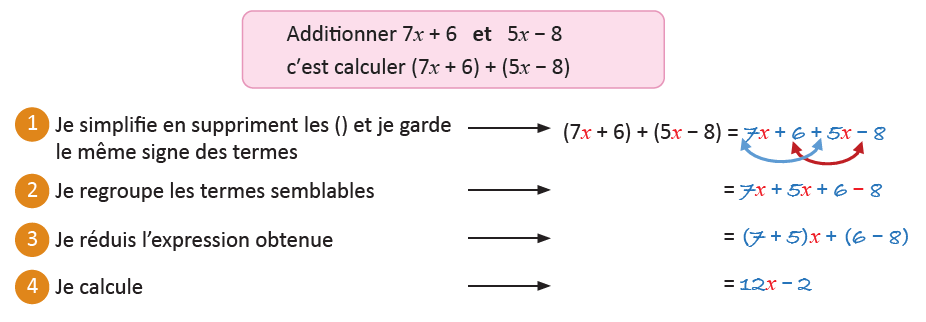 Additionner 7x + 6 et 5x − 8
c’est calculer (7x + 6) + (5x − 8)
1 Je simplifie en suppriment les () et je garde
le même signe des termes
(7x + 6) + (5x − 8) = 7x + 6 + 5x − 8
2 Je regroupe les termes semblables
= 7x + 5x + 6 − 8
3 Je réduis l’expression obtenue
= (7 + 5)x + (6 − 8)
4 Je calcule
= 12x − 2